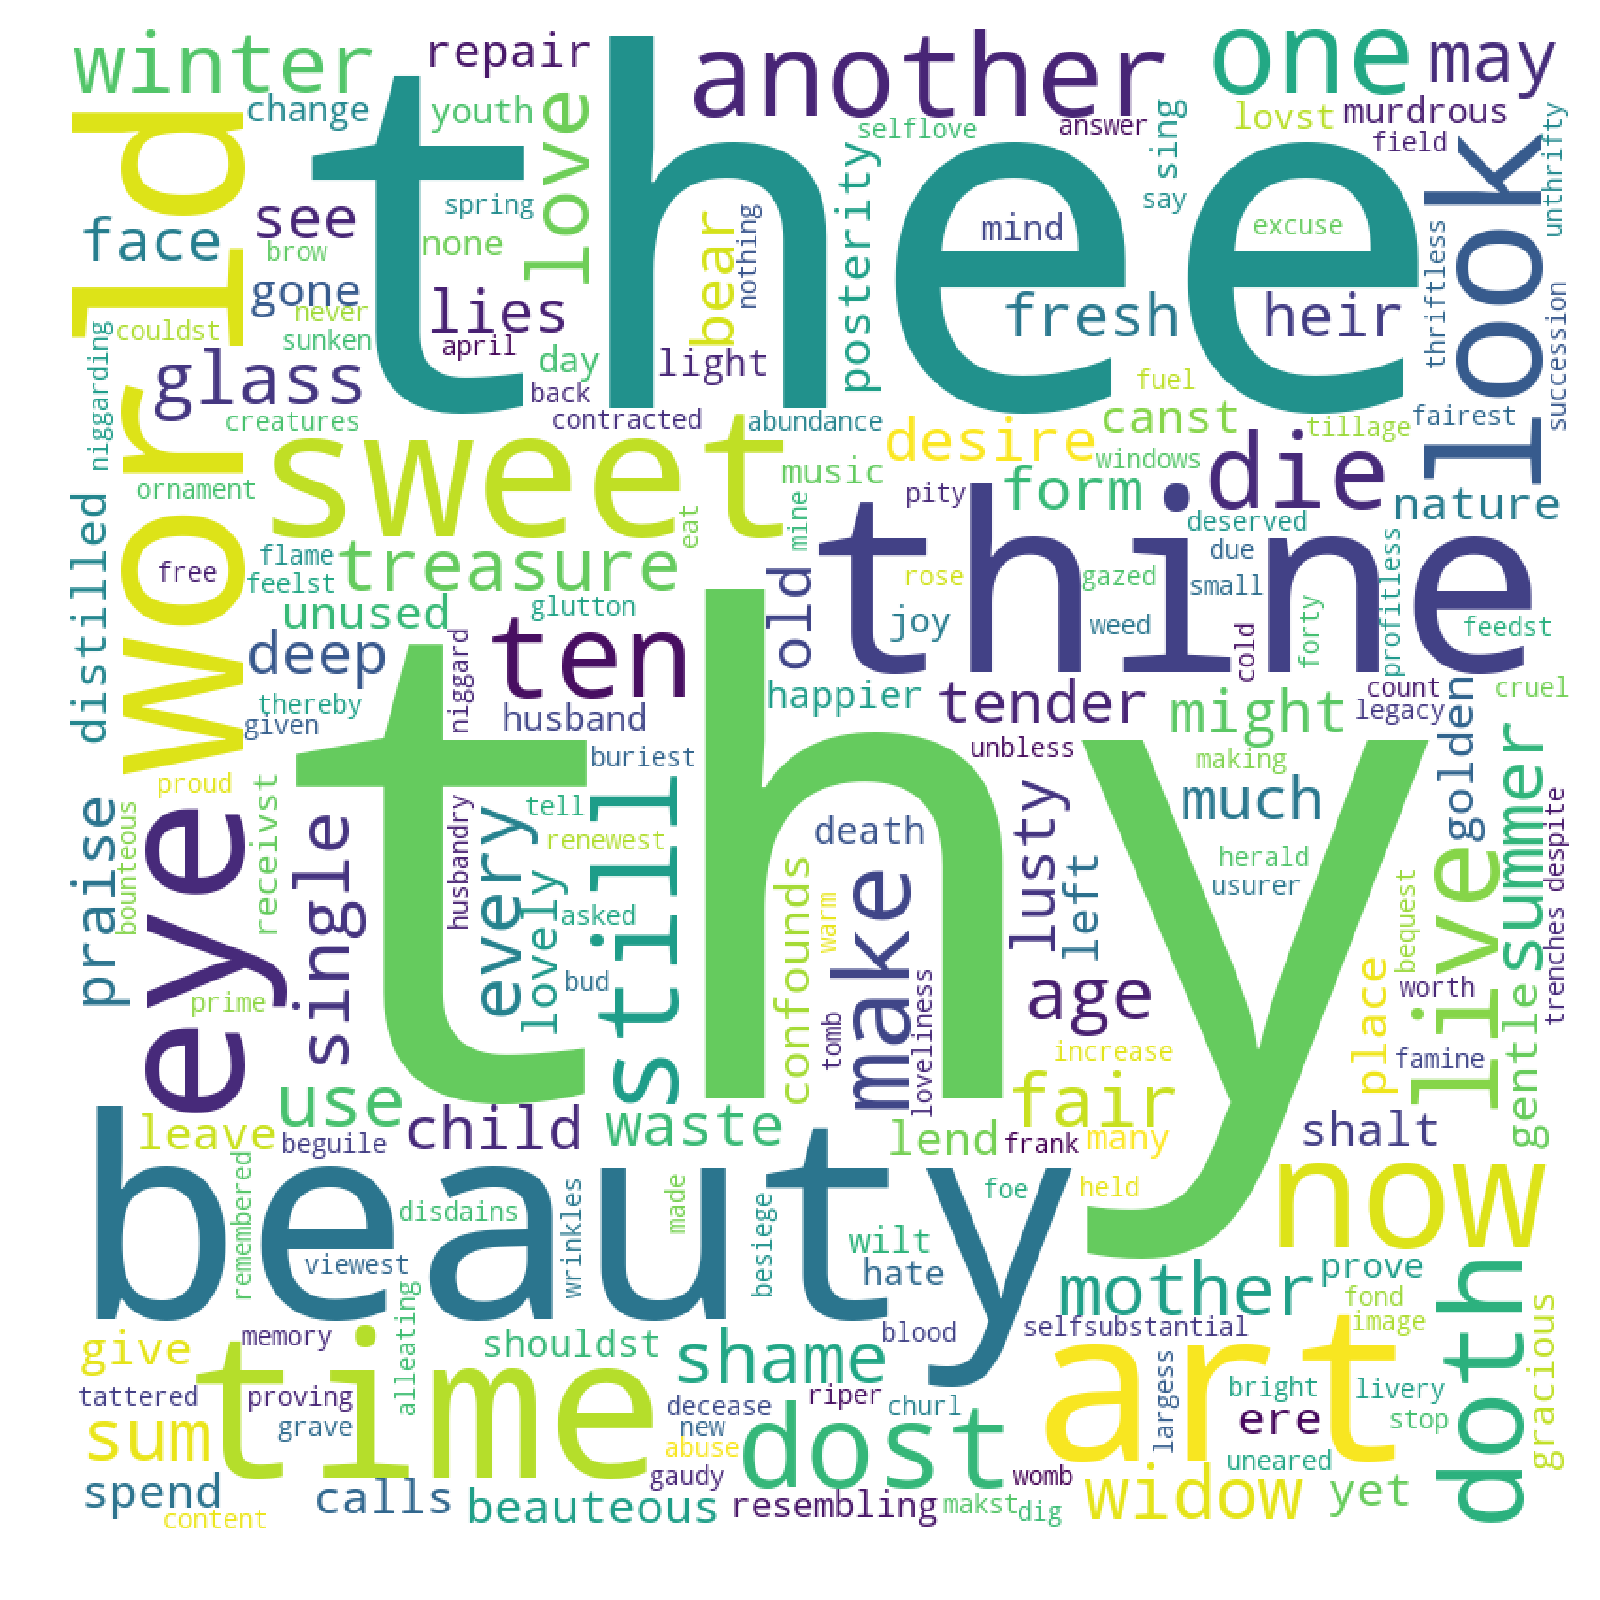 winter
repair
another
one
may
change
youth
love
selflove
answer
sing
lovst
murdrous
field
unthrifty
world
thee
look
face
see
spring
brow
none
bear
nothing
posterity
mind
say
excuse
thriftless
gone
never
couldst
sunken
lies
april
day
light
fresh
heir
succession
niggarding
glass
creatures
back
contracted
abundance
fuel
canst
tillage
fairest
sweet
desire
windows
die
ornament
music
pity
form
nature
distilled
flame
free
feelst
treasure
eat
mine
thine
deserved
due
small
profitless
rose
gazed
unused
glutton
old
joy
weed
cold
forty
feedst
deep
niggard
ten
happier
tender
might
count
legacy
cruel
thereby
given
husband
unbless
making
golden
buriest
thy
proud
praise
bounteous
eye
receivst
single
husbandry
every
tell
renewest
still
death
lusty
much
summer
trenches
despite
herald
usurer
left
live
lovely
asked
confounds
warm
make
bequest
bud
prime
tomb
loveliness
age
place
worth
gentle
increase
famine
use
fair
leave
beguile
child
waste
lend
frank
many
shalt
beauty
now
remembered
disdains
made
foe
held
viewest
wrinkles
besiege
wilt
hate
mother
prove
doth
fond
image
gracious
memory
alleating
shouldst
shame
blood
selfsubstantial
give
time
art
tattered
proving
grave
decease
new
riper
churl
largess
bright
livery
stop
sum
abuse
dost
ere
gaudy
womb
uneared
spend
calls
beauteous
resembling
makst
dig
widow
yet
content